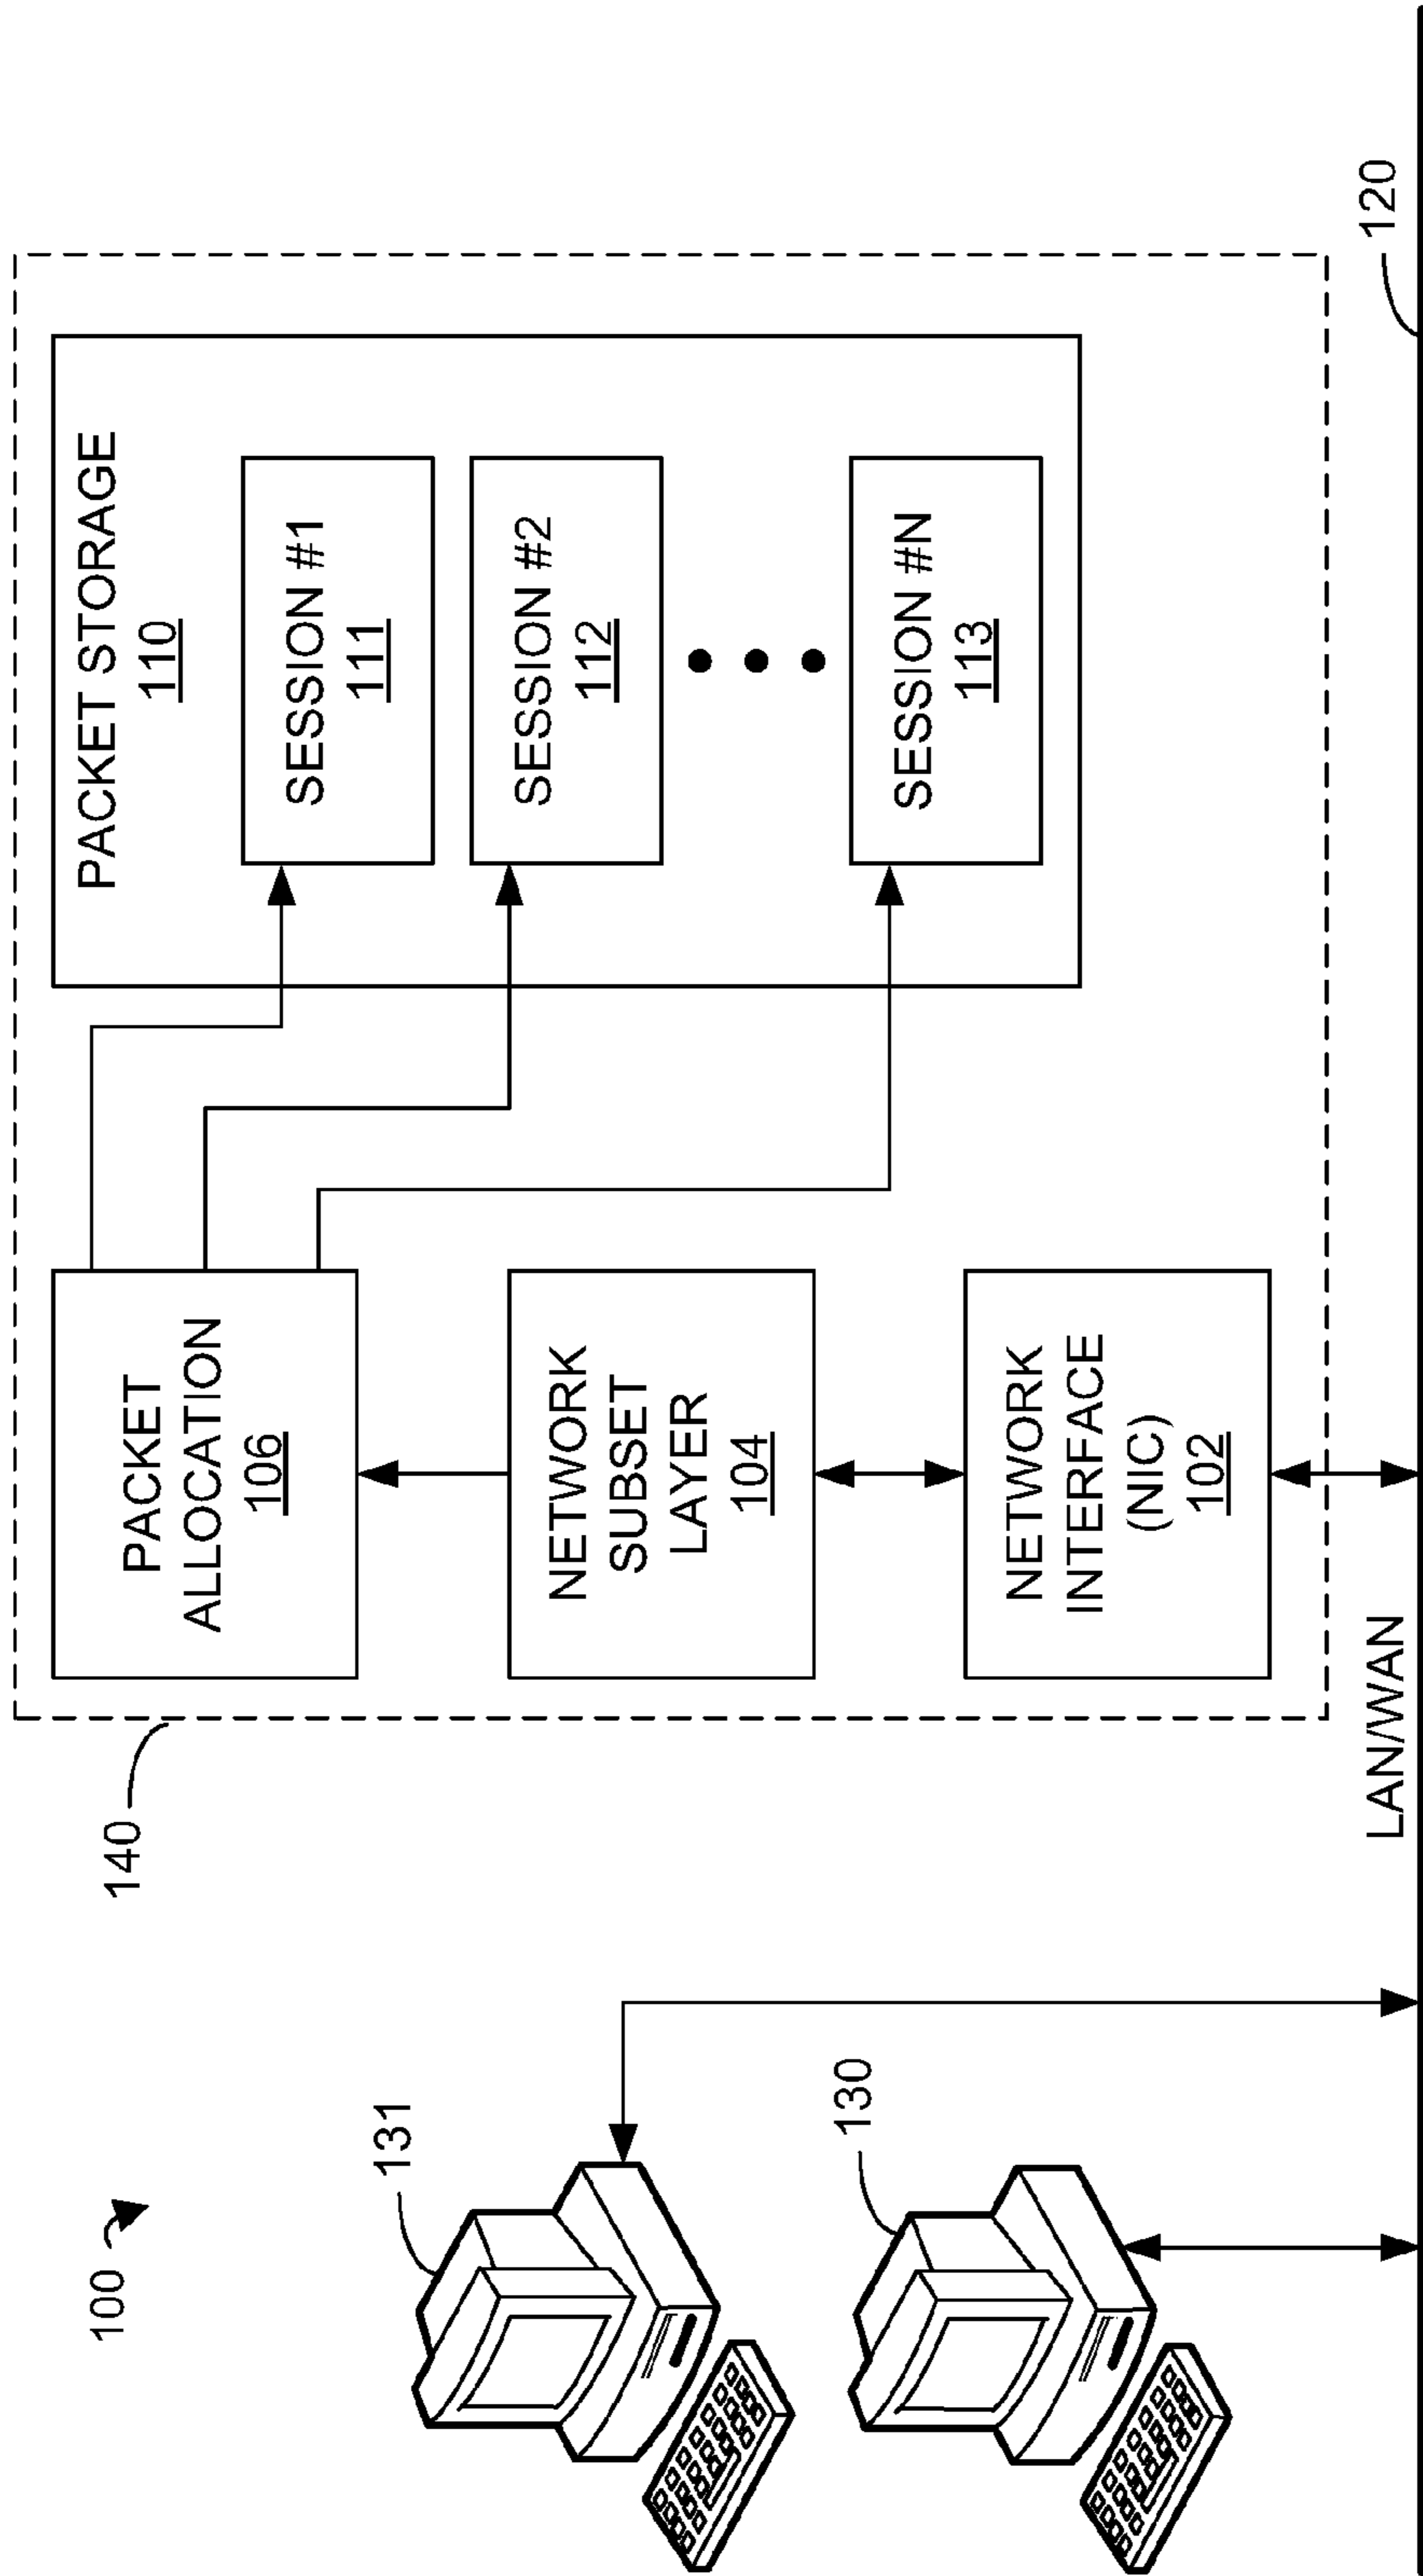 100
131
130
140
PACKET
ALLOCATION
106
NETWORK
SUBSET
LAYER
104
NETWORK
INTERFACE
(NIC)
102
PACKET STORAGE
110
SESSION #1
111
SESSION #2
112
SESSION #N
113
LAN/WAN
120